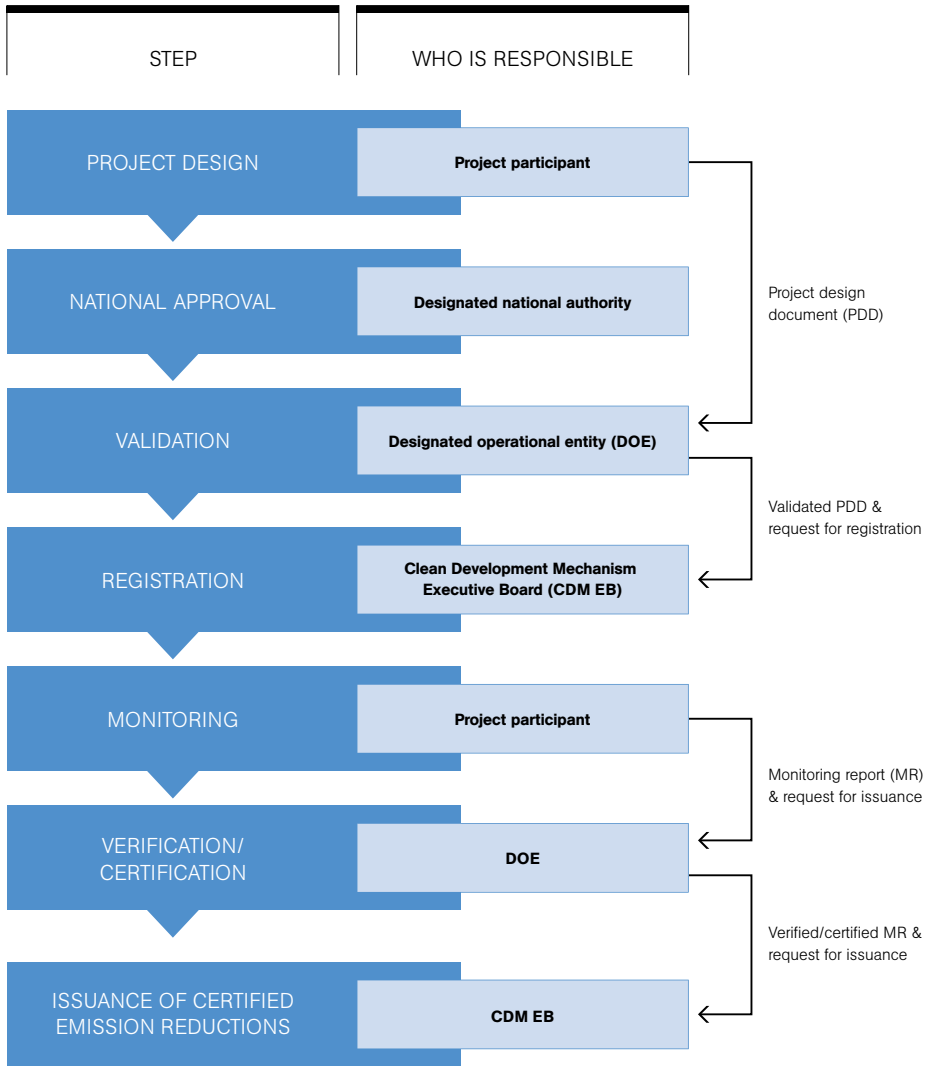 STEP
WHO IS RESPONSIBLE
PROJECT DESIGN
Project participant
NATIONAL APPROVAL
Designated national authority
Project design
document (PDD)
VALIDATION
Designated operational entity (DOE)
Validated PDD &
request for registration
REGISTRATION
Clean Development Mechanism
Executive Board (CDM EB)
MONITORING
Project participant
Monitoring report (MR)
& request for issuance
VERIFICATION/
CERTIFICATION
DOE
Verified/certified MR &
request for issuance
ISSUANCE OF CERTIFIED
EMISSION REDUCTIONS
CDM EB